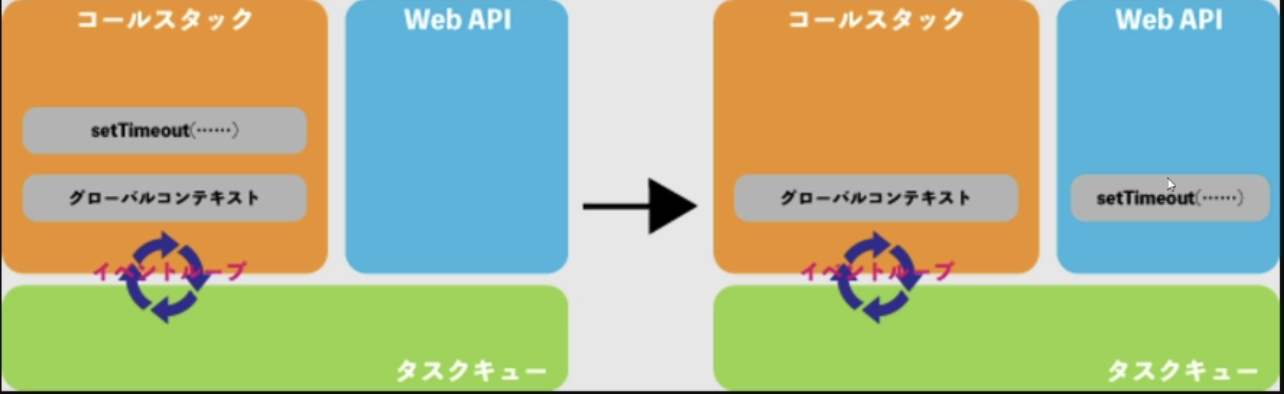 コールスタック
Web API
setTimeout(……)
グローバルコンテキスト
イベントループ
タスクキュー
コールスタック
Web API
グローバルコンテキスト
setTimeout(……)
イベントループ
タスクキュー